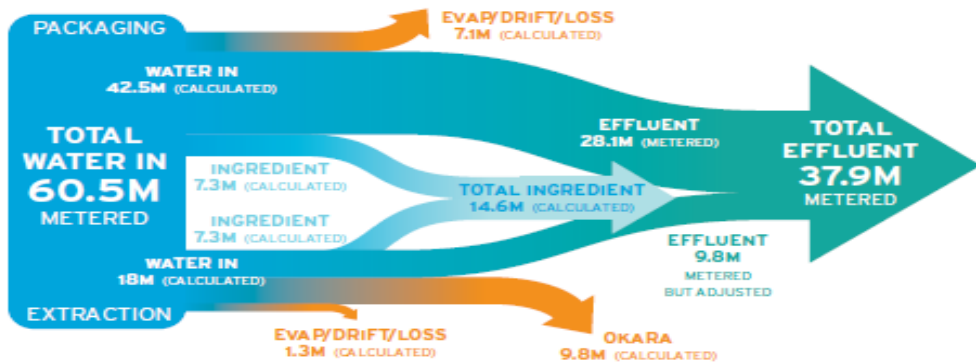 PACKAGING
EVAP/DRIFT/LOSS
7.1M (CALCULATED)
WATER IN
42.5M (CALCULATED)
TOTAL
WATER IN
60.5M
METERED
EFFLUENT
28.1M (METERED)
TOTAL
EFFLUENT
37.9M
METERED
INGREDIENT
7.3M (CALCULATED)
TOTAL INGREDIENT
14.6M (CALCULATED)
INGREDIENT
7.3M (CALCULATED)
WATER IN
18M (CALCULATED)
EFFLUENT
9.8M
METERED
BUT ADJUSTED
EXTRACTION
EVAP/DRIFT/LOSS
1.3M (CALCULATED)
OKARA
9.8M (CALCULATED)